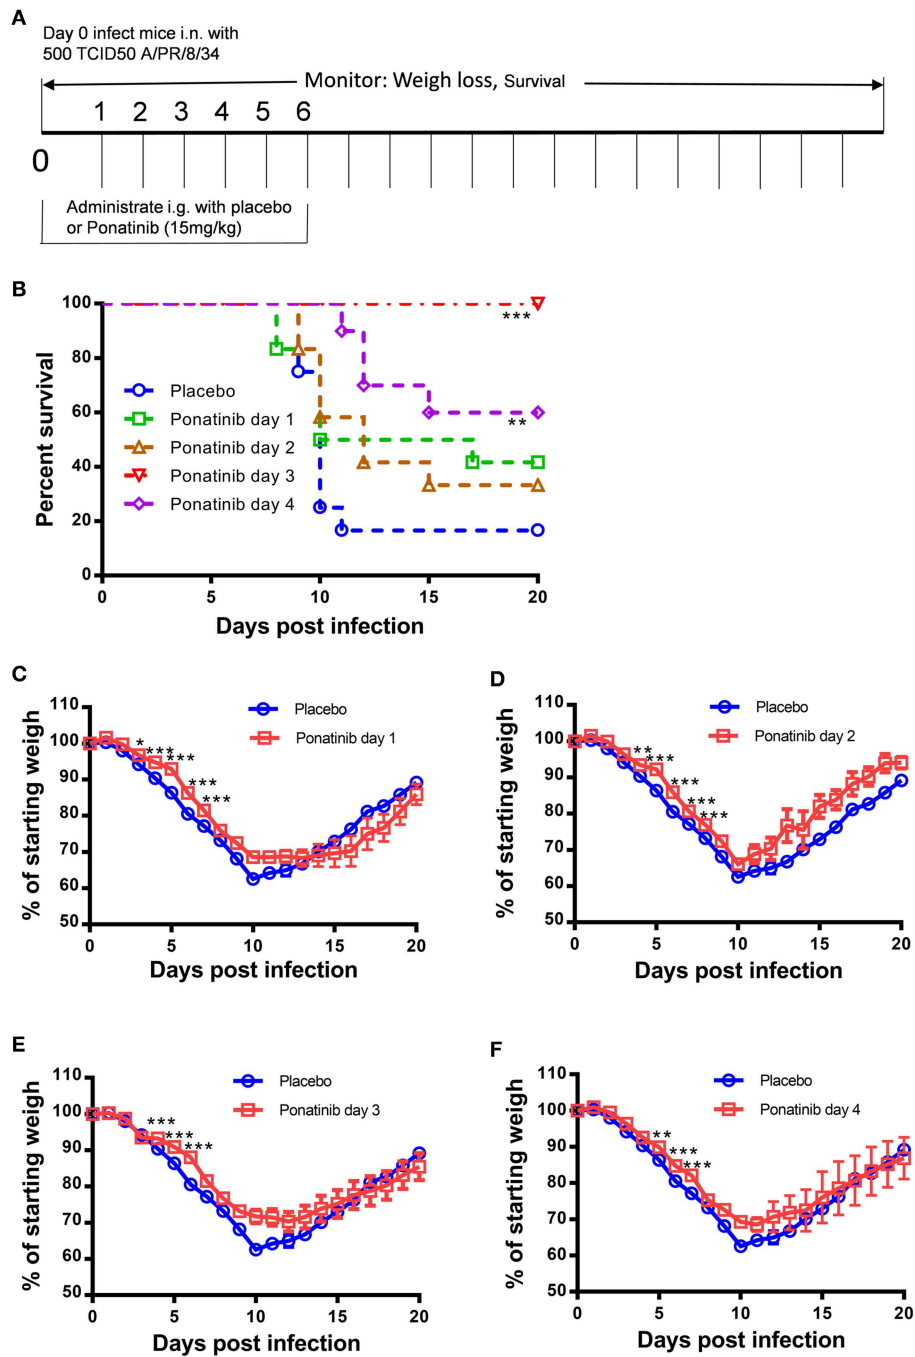 A
Day 0 infect mice i.n. with
500 TCID50 A/PR/8/34
Monitor: Weigh loss, Survival
1 2 3 4 5 6
0
Administrate i.g. with placebo
or Ponatinib (15mg/kg)
B
Percent survival
100
80
60
40
20
0
***
**
Placebo
Ponatinib day 1
Ponatinib day 2
Ponatinib day 3
Ponatinib day 4
0 5 10 15 20
Days post infection
C
% of starting weigh
110
100
90
80
70
60
50
Placebo
Ponatinib day 1
*
***
***
***
***
0 5 10 15 20
Days post infection
D
% of starting weigh
110
100
90
80
70
60
50
Placebo
Ponatinib day 2
**
***
***
***
***
0 5 10 15 20
Days post infection
E
% of starting weigh
110
100
90
80
70
60
50
Placebo
Ponatinib day 3
***
***
***
0 5 10 15 20
Days post infection
F
% of starting weigh
110
100
90
80
70
60
50
Placebo
Ponatinib day 4
**
***
***
0 5 10 15 20
Days post infection